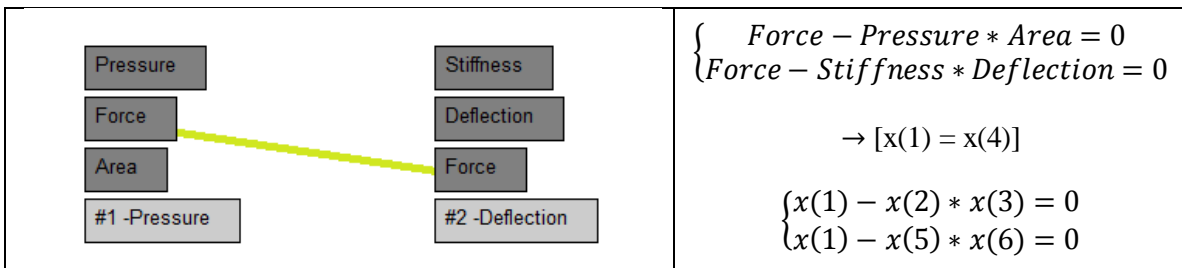 Pressure
Force
Area
#1 -Pressure
Stiffness
Deflection
Force
#2 -Deflection
{Force − Pressure ∗ Area = 0
Force − Stiffness ∗ Deflection = 0
→ [x(1) = x(4)]
{x(1) − x(2) ∗ x(3) = 0
x(1) − x(5) ∗ x(6) = 0